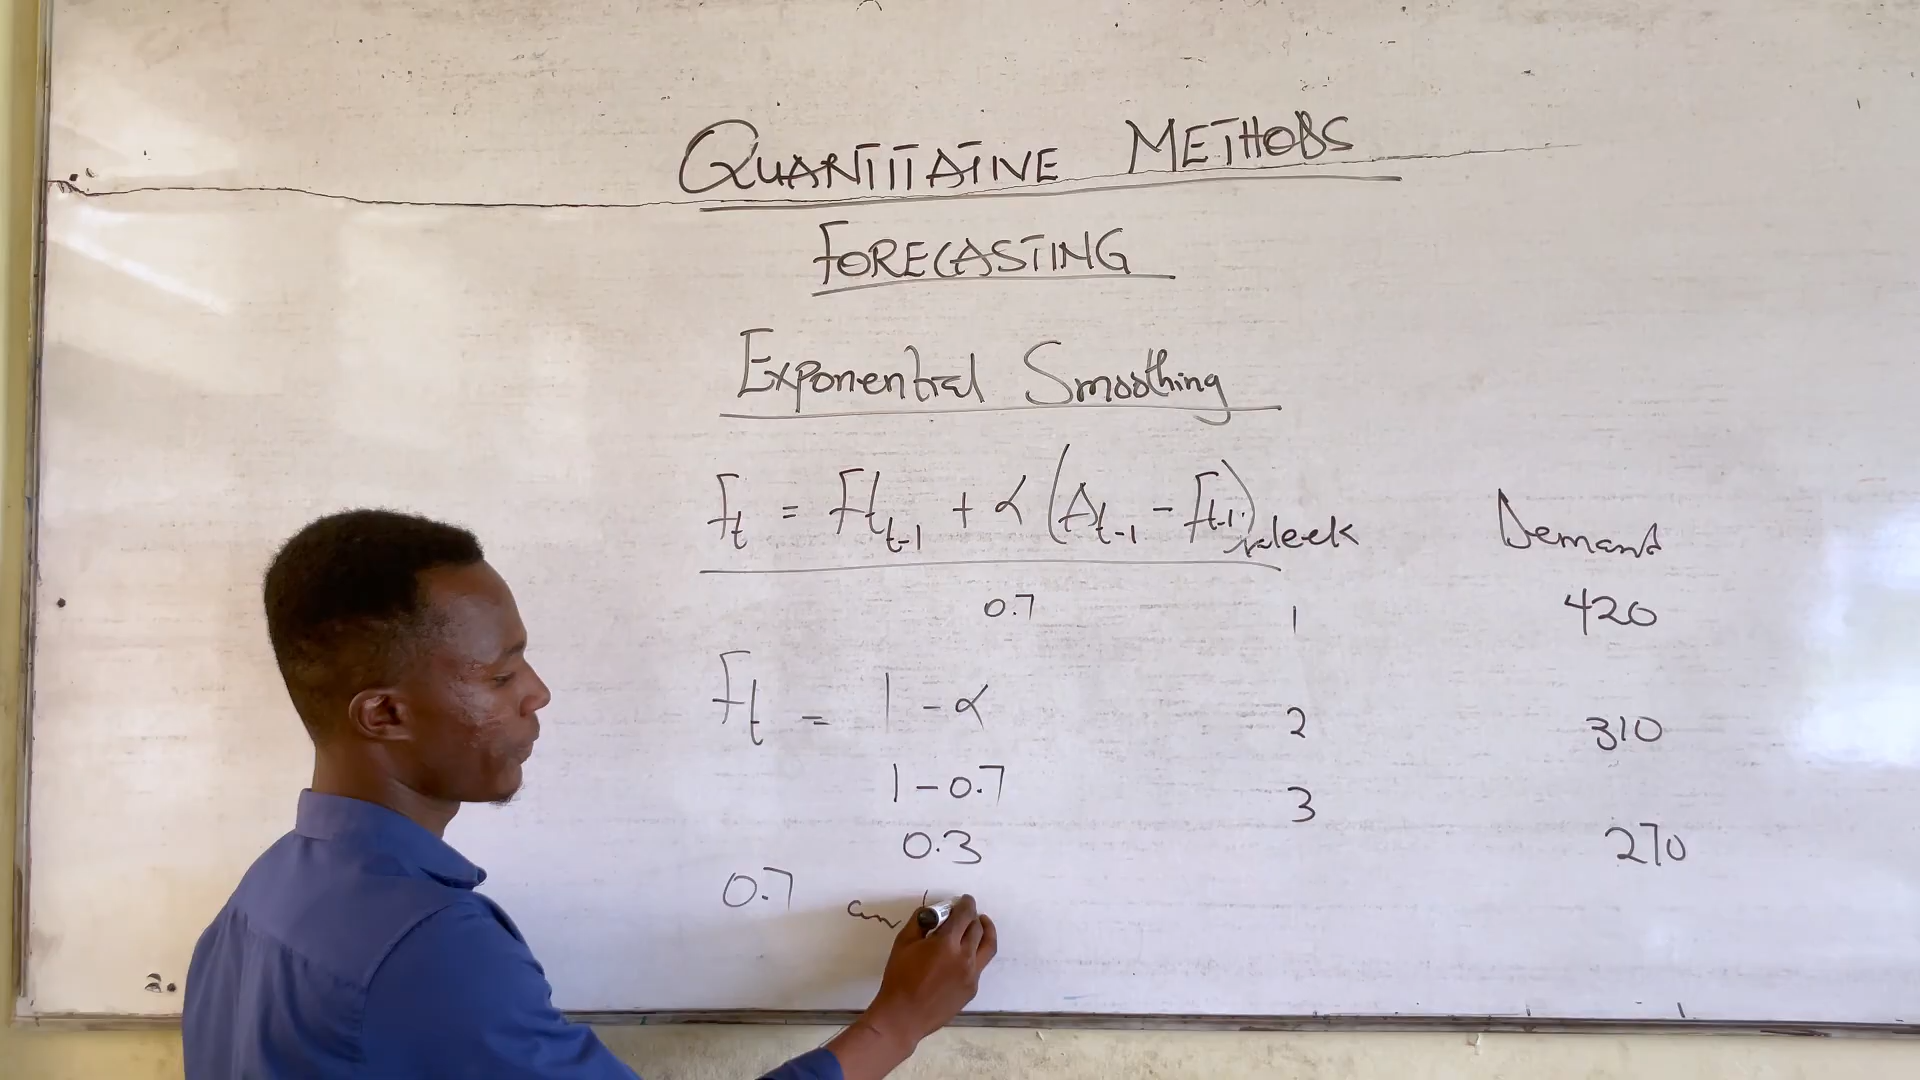 QUANTITATIVE METHODS
FORECASTING
Exponential Smoothing
Ft = Ft t-1 + α (At-1 - Ft-1)
Week Demand
0.7
1 420
Ft = 1 - α
2 310
1 - 0.7
3
0.3
270
0.7
2.